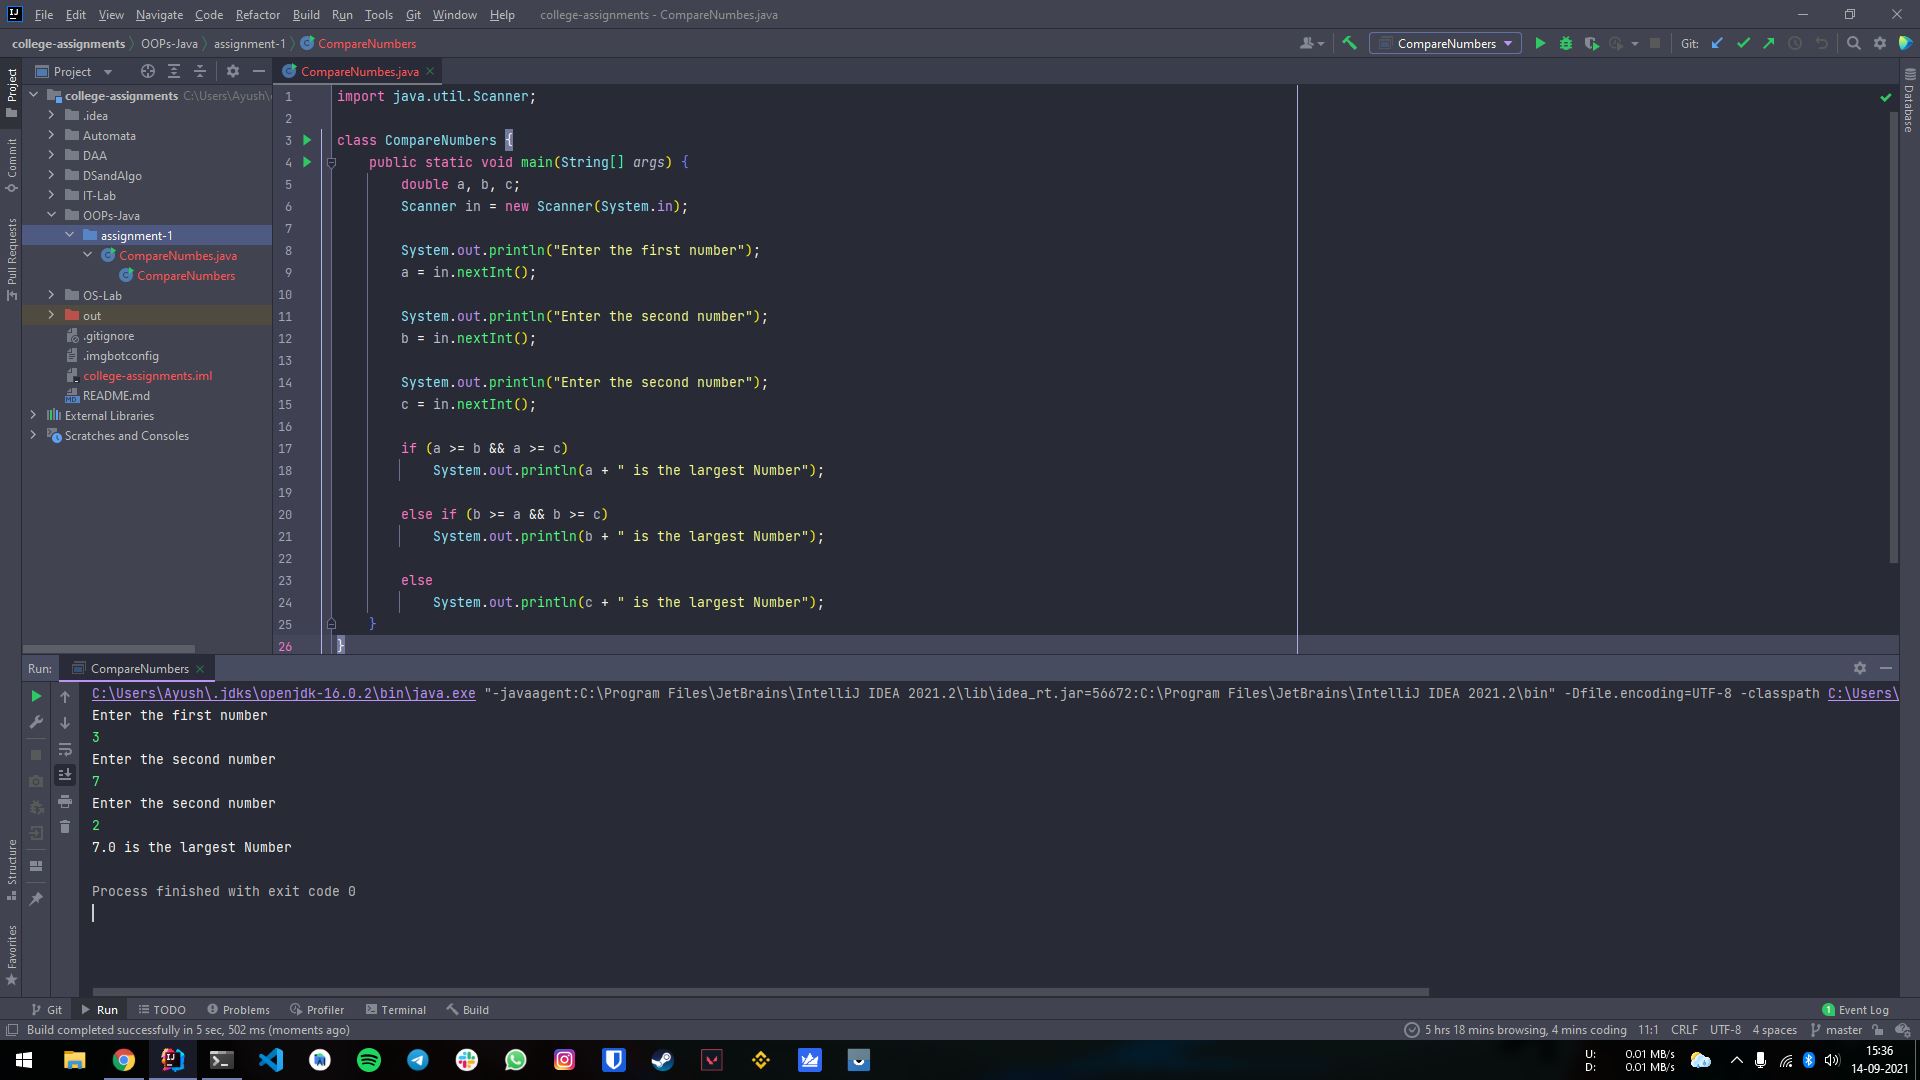 File Edit View Navigate Code Refactor Build Run Tools Git Window Help college-assignments - CompareNumbes.java
college-assignments OOPs-Java assignment-1 CompareNumbers
CompareNumbers Git:
Project
CompareNumbes.java
Project
Commit
Pull Requests
Structure
Favorites
Database
college-assignments C:\Users\Ayush\
.idea
Automata
DAA
DSandAlgo
IT-Lab
OOPs-Java
assignment-1
CompareNumbes.java
CompareNumbers
OS-Lab
out
.gitignore
.imgbotconfig
college-assignments.iml
README.md
External Libraries
Scratches and Consoles
1 import java.util.Scanner;
2
3 class CompareNumbers {
4 public static void main(String[] args) {
5 double a, b, c;
6 Scanner in = new Scanner(System.in);
7
8 System.out.println("Enter the first number");
9 a = in.nextInt();
10
11 System.out.println("Enter the second number");
12 b = in.nextInt();
13
14 System.out.println("Enter the second number");
15 c = in.nextInt();
16
17 if (a >= b && a >= c)
18 System.out.println(a + " is the largest Number");
19
20 else if (b >= a && b >= c)
21 System.out.println(b + " is the largest Number");
22
23 else
24 System.out.println(c + " is the largest Number");
25 }
26 }
Run: CompareNumbers
C:\Users\Ayush\.jdks\openjdk-16.0.2\bin\java.exe "-javaagent:C:\Program Files\JetBrains\IntelliJ IDEA 2021.2\lib\idea_rt.jar=56672:C:\Program Files\JetBrains\IntelliJ IDEA 2021.2\bin" -Dfile.encoding=UTF-8 -classpath C:\Users\
Enter the first number
3
Enter the second number
7
Enter the second number
2
7.0 is the largest Number
Process finished with exit code 0
Git Run TODO Problems Profiler Terminal Build 1 Event Log
Build completed successfully in 5 sec, 502 ms (moments ago) 5 hrs 18 mins browsing, 4 mins coding 11:1 CRLF UTF-8 4 spaces master
U: 0.01 MB/s
D: 0.01 MB/s
15:36
14-09-2021